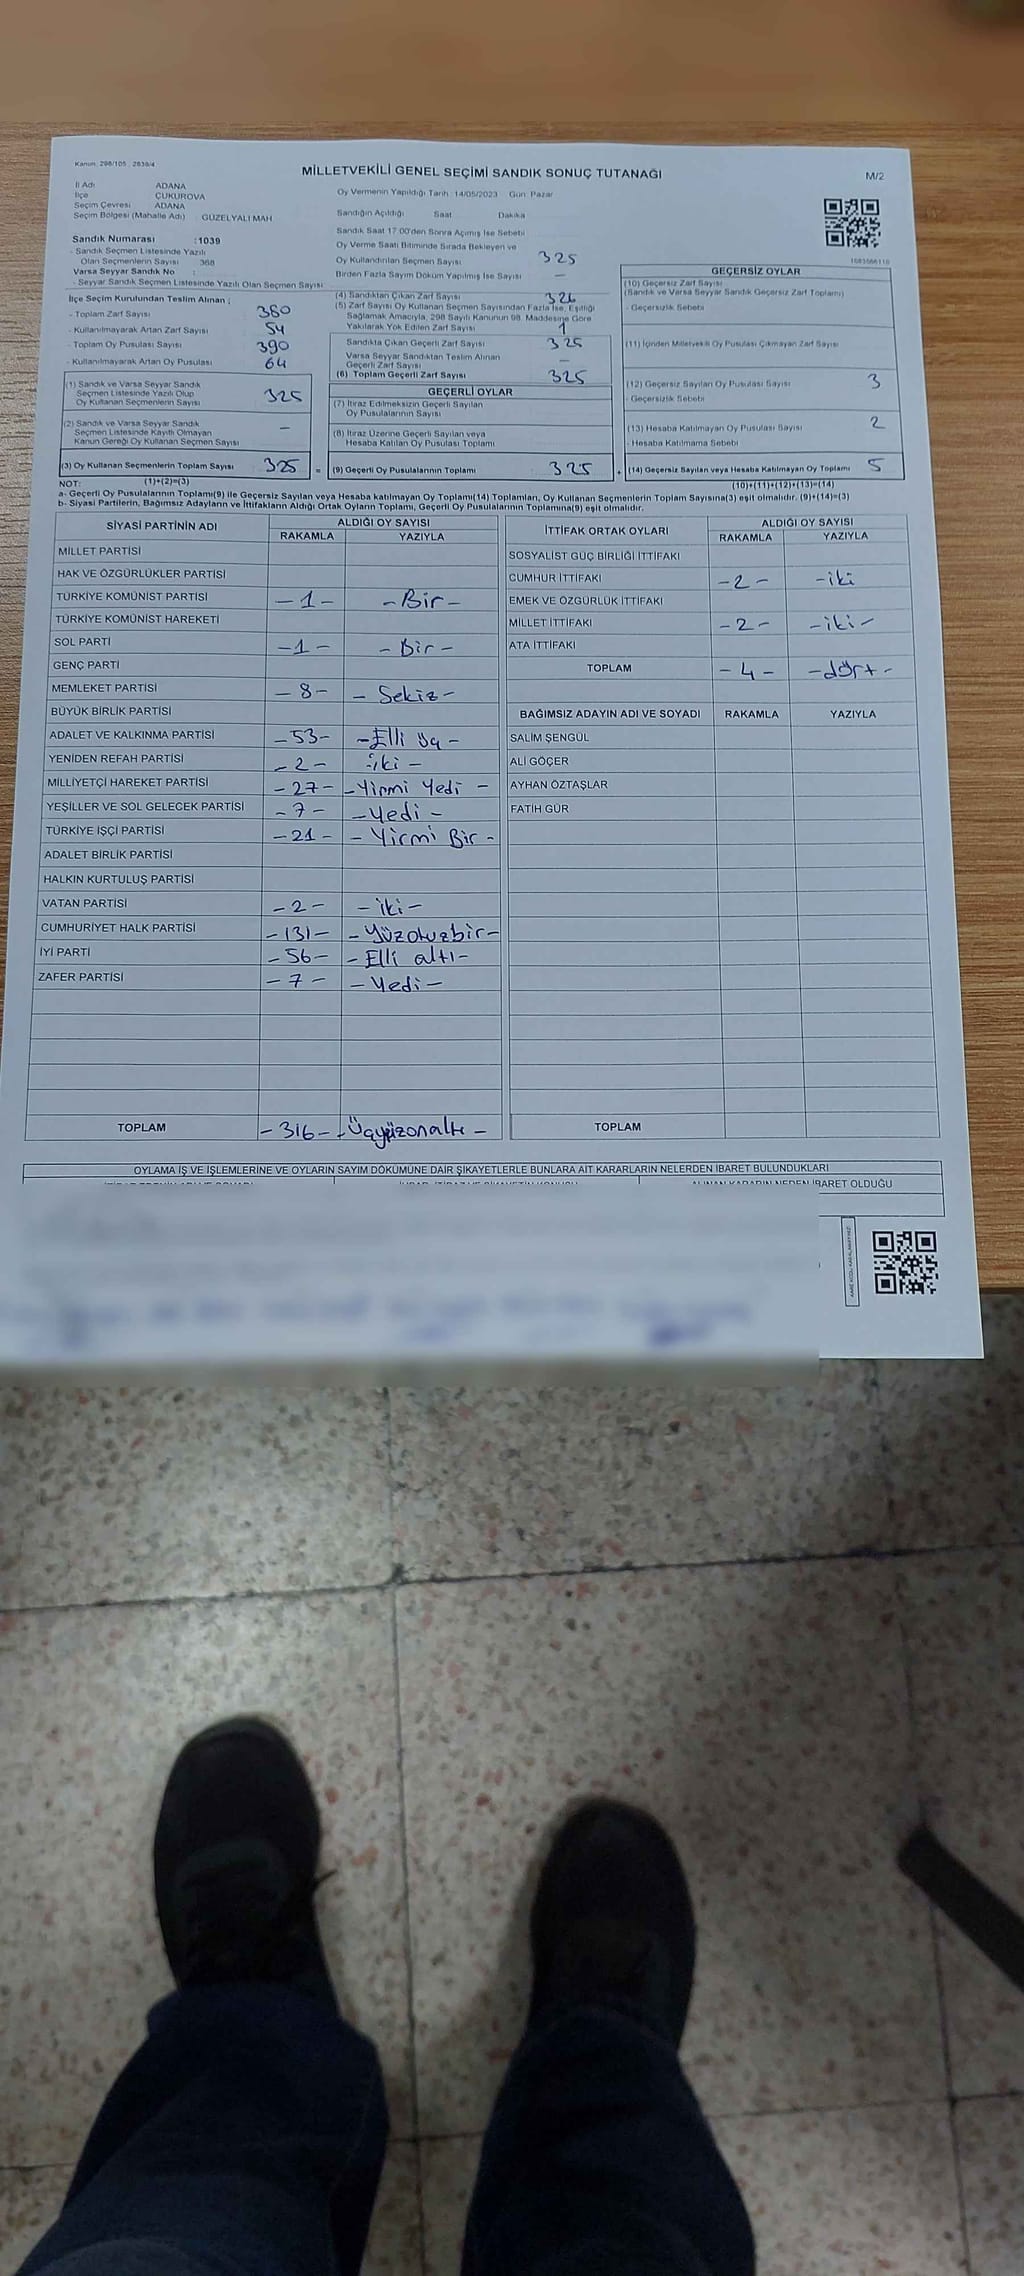 Kanun: 298/105 , 2839/4
MİLLETVEKİLİ GENEL SEÇİMİ SANDIK SONUÇ TUTANAĞI
M/2
İl Adı ADANA
İlçe ÇUKUROVA
Seçim Çevresi ADANA
Seçim Bölgesi (Mahalle Adı) GÜZELYALI MAH
Sandık Numarası :1039
- Sandık Seçmen Listesinde Yazılı
Olan Seçmenlerin Sayısı 368
Varsa Seyyar Sandık No :
- Seyyar Sandık Seçmen Listesinde Yazılı Olan Seçmen Sayısı
Oy Vermenin Yapıldığı Tarih :14/05/2023 Gün: Pazar
Sandığın Açıldığı Saat Dakika
Sandık Saat 17.00'den Sonra Açılmış İse Sebebi
Oy Verme Saati Bitiminde Sırada Bekleyen ve
Oy Kullandırılan Seçmen Sayısı 325
Birden Fazla Sayım Döküm Yapılmış İse Sayısı —
İlçe Seçim Kurulundan Teslim Alınan ;
- Toplam Zarf Sayısı 380
- Kullanılmayarak Artan Zarf Sayısı 54
- Toplam Oy Pusulası Sayısı 390
- Kullanılmayarak Artan Oy Pusulası 64
(4) Sandıktan Çıkan Zarf Sayısı 326
(5) Zarf Sayısı Oy Kullanan Seçmen Sayısından Fazla İse, Eşitliği
Sağlamak Amacıyla, 298 Sayılı Kanunun 98. Maddesine Göre
Yakılarak Yok Edilen Zarf Sayısı 1
Sandıkta Çıkan Geçerli Zarf Sayısı 325
Varsa Seyyar Sandıktan Teslim Alınan
Geçerli Zarf Sayısı —
(6) Toplam Geçerli Zarf Sayısı 325
GEÇERSİZ OYLAR
(10) Geçersiz Zarf Sayısı
(Sandık ve Varsa Seyyar Sandık Geçersiz Zarf Toplamı)
- Geçersizlik Sebebi
(11) İçinden Milletvekili Oy Pusulası Çıkmayan Zarf Sayısı
(12) Geçersiz Sayılan Oy Pusulası Sayısı 3
- Geçersizlik Sebebi
(13) Hesaba Katılmayan Oy Pusulası Sayısı 2
- Hesaba Katılmama Sebebi
(1) Sandık ve Varsa Seyyar Sandık
Seçmen Listesinde Yazılı Olup
Oy Kullanan Seçmenlerin Sayısı 325
(2) Sandık ve Varsa Seyyar Sandık
Seçmen Listesinde Kayıtlı Olmayan
Kanun Gereği Oy Kullanan Seçmen Sayısı —
(3) Oy Kullanan Seçmenlerin Toplam Sayısı 325
GEÇERLİ OYLAR
(7) İtiraz Edilmeksizin Geçerli Sayılan
Oy Pusulalarının Sayısı
(8) İtiraz Üzerine Geçerli Sayılan veya
Hesaba Katılan Oy Pusulası Toplamı
= (9) Geçerli Oy Pusulalarının Toplamı 325
+ (14) Geçersiz Sayılan veya Hesaba Katılmayan Oy Toplamı 5
NOT: (1)+(2)=(3) (10)+(11)+(12)+(13)=(14)
a- Geçerli Oy Pusulalarının Toplamı(9) ile Geçersiz Sayılan veya Hesaba katılmayan Oy Toplamı(14) Toplamları, Oy Kullanan Seçmenlerin Toplam Sayısına(3) eşit olmalıdır. (9)+(14)=(3)
b- Siyasi Partilerin, Bağımsız Adayların ve İttifakların Aldığı Ortak Oyların Toplamı, Geçerli Oy Pusulalarının Toplamına(9) eşit olmalıdır.
SİYASİ PARTİNİN ADI ALDIĞI OY SAYISI
RAKAMLA YAZIYLA
MİLLET PARTİSİ
HAK VE ÖZGÜRLÜKLER PARTİSİ
TÜRKİYE KOMÜNİST PARTİSİ -1- -Bir-
TÜRKİYE KOMÜNİST HAREKETİ
SOL PARTİ -1- -Bir-
GENÇ PARTİ
MEMLEKET PARTİSİ -8- -Sekiz-
BÜYÜK BİRLİK PARTİSİ
ADALET VE KALKINMA PARTİSİ -53- -Elli üç-
YENİDEN REFAH PARTİSİ -2- -iki-
MİLLİYETÇİ HAREKET PARTİSİ -27- -Yirmi Yedi-
YEŞİLLER VE SOL GELECEK PARTİSİ -7- -Yedi-
TÜRKİYE İŞÇİ PARTİSİ -21- -Yirmi Bir-
ADALET BİRLİK PARTİSİ
HALKIN KURTULUŞ PARTİSİ
VATAN PARTİSİ -2- -iki-
CUMHURİYET HALK PARTİSİ -131- -Yüzotuzbir-
İYİ PARTİ -56- -Elli altı-
ZAFER PARTİSİ -7- -Yedi-
TOPLAM -316- -Üçyüzonaltı-
İTTİFAK ORTAK OYLARI ALDIĞI OY SAYISI
RAKAMLA YAZIYLA
SOSYALİST GÜÇ BİRLİĞİ İTTİFAKI
CUMHUR İTTİFAKI -2- -iki
EMEK VE ÖZGÜRLÜK İTTİFAKI
MİLLET İTTİFAKI -2- -iki-
ATA İTTİFAKI
TOPLAM -4- -dört-
BAĞIMSIZ ADAYIN ADI VE SOYADI RAKAMLA YAZIYLA
SALİM ŞENGÜL
ALİ GÖÇER
AYHAN ÖZTAŞLAR
FATİH GÜR
TOPLAM
OYLAMA İŞ VE İŞLEMLERİNE VE OYLARIN SAYIM DÖKÜMÜNE DAİR ŞİKAYETLERLE BUNLARA AİT KARARLARIN NELERDEN İBARET BULUNDUKLARI
ALINAN KARARIN NEDEN İBARET OLDUĞU